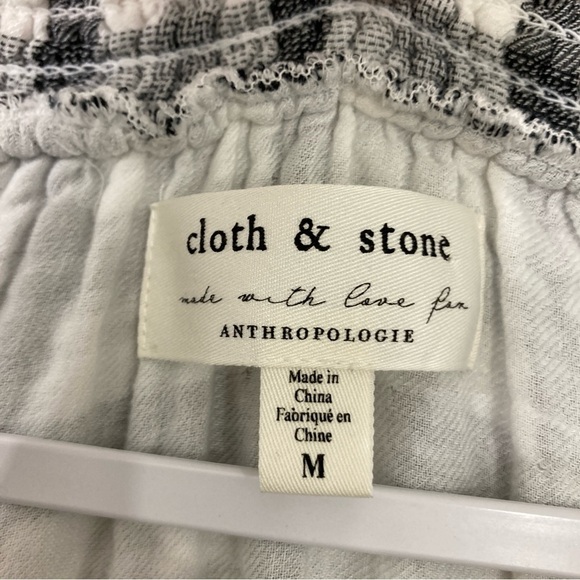 cloth & stone
made with love for
ANTHROPOLOGIE
Made in
China
Fabriqué en
Chine
M